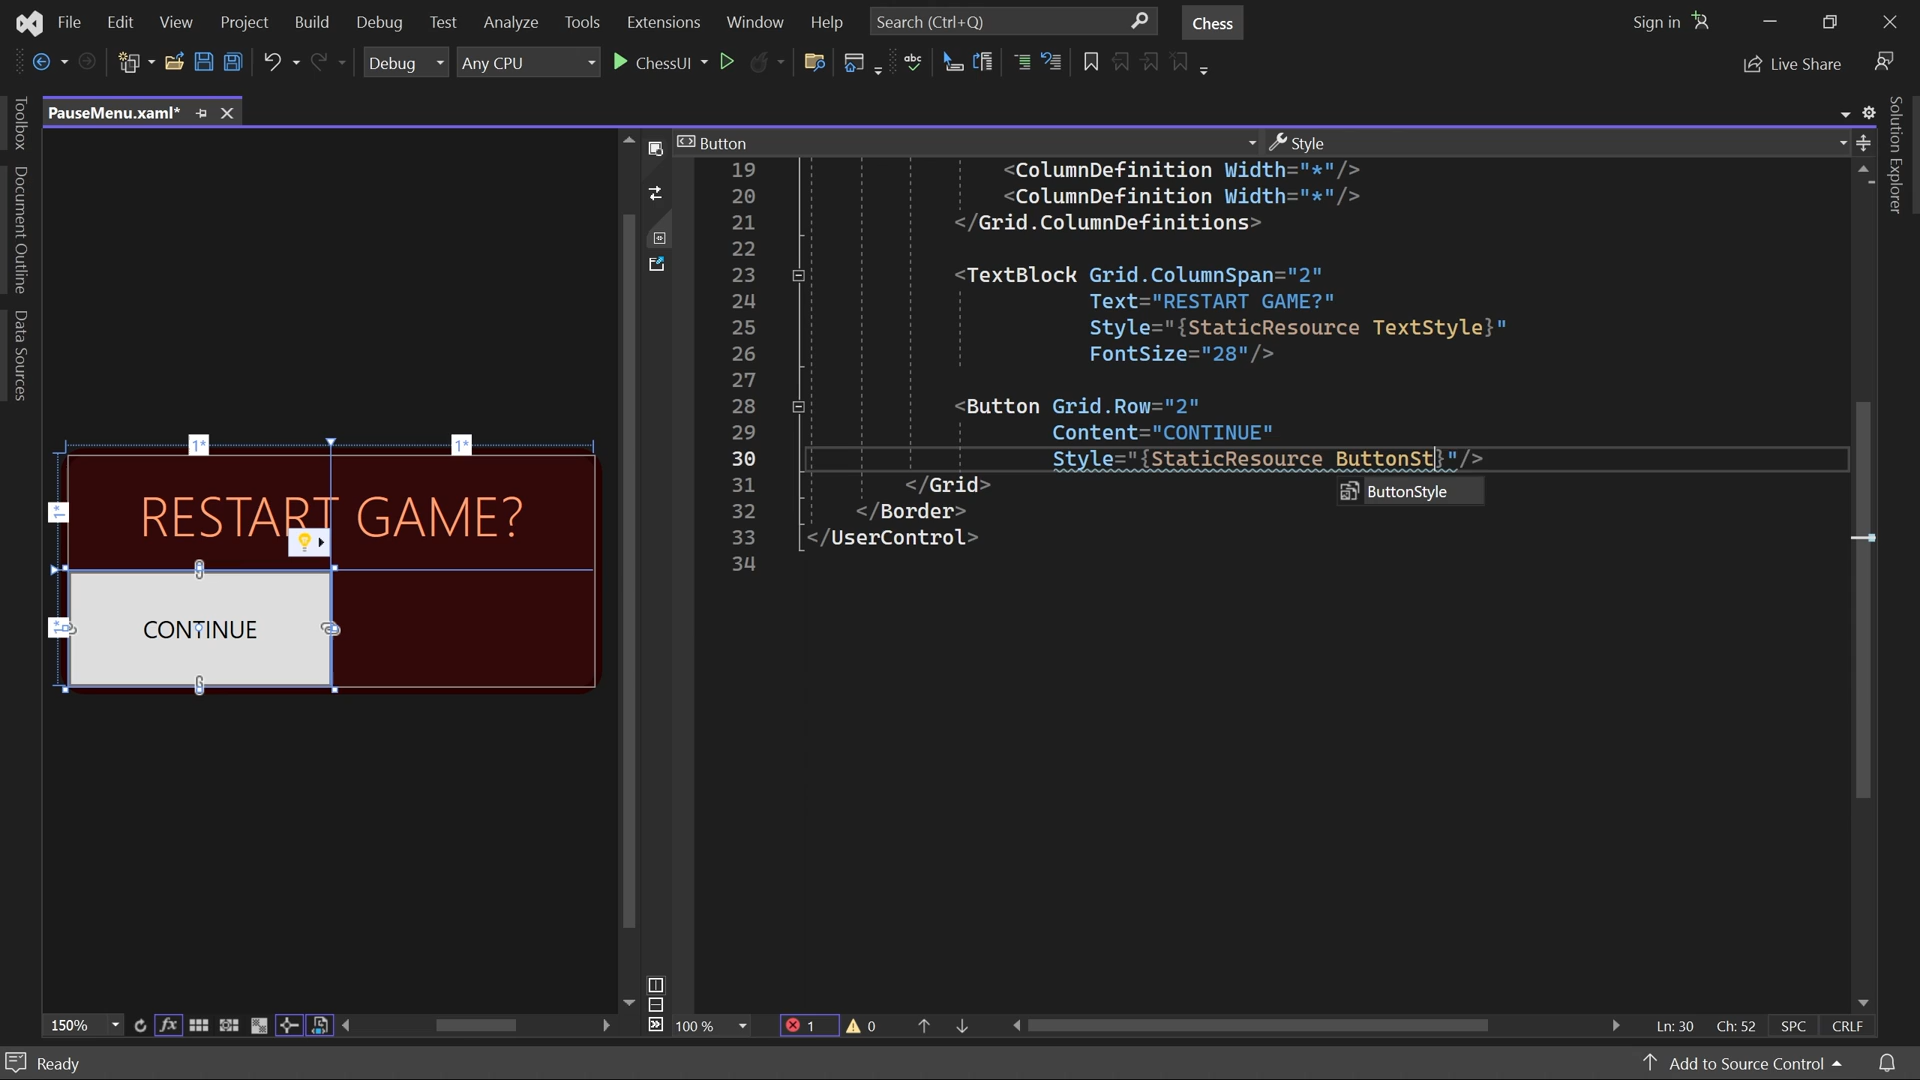 File Edit View Project Build Debug Test Analyze Tools Extensions Window Help Search (Ctrl+Q) Chess Sign in
Debug Any CPU ChessUI Live Share
PauseMenu.xaml*
Toolbox
Document Outline
Data Sources
Solution Explorer
Button Style
19 <ColumnDefinition Width="*"/>
20 <ColumnDefinition Width="*"/>
21 </Grid.ColumnDefinitions>
22
23 <TextBlock Grid.ColumnSpan="2"
24 Text="RESTART GAME?"
25 Style="{StaticResource TextStyle}"
26 FontSize="28"/>
27
28 <Button Grid.Row="2"
29 Content="CONTINUE"
30 Style="{StaticResource ButtonSt}"/>
31 </Grid>
ButtonStyle
32 </Border>
33 </UserControl>
34
1* 1*
1*
RESTART GAME?
1*
CONTINUE
150% fx 100 % 1 0 Ln: 30 Ch: 52 SPC CRLF
Ready Add to Source Control